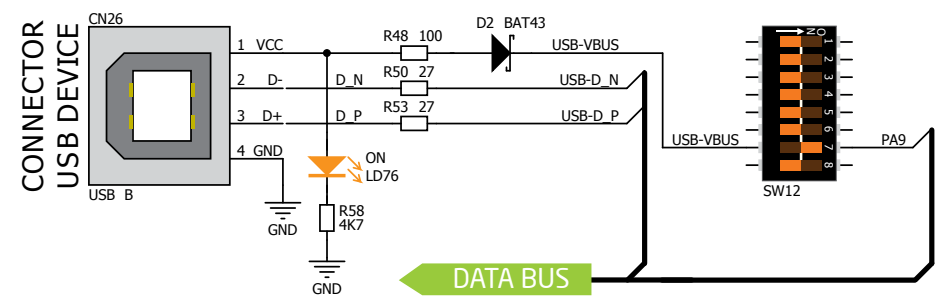 CONNECTOR
USB DEVICE
CN26
USB B
1 VCC
2 D-
3 D+
4 GND
R48 100
D2 BAT43
USB-VBUS
D_N
R50 27
USB-D_N
D_P
R53 27
USB-D_P
ON
LD76
R58
4K7
GND
GND
USB-VBUS
ON
1
2
3
4
5
6
7
8
SW12
PA9
DATA BUS